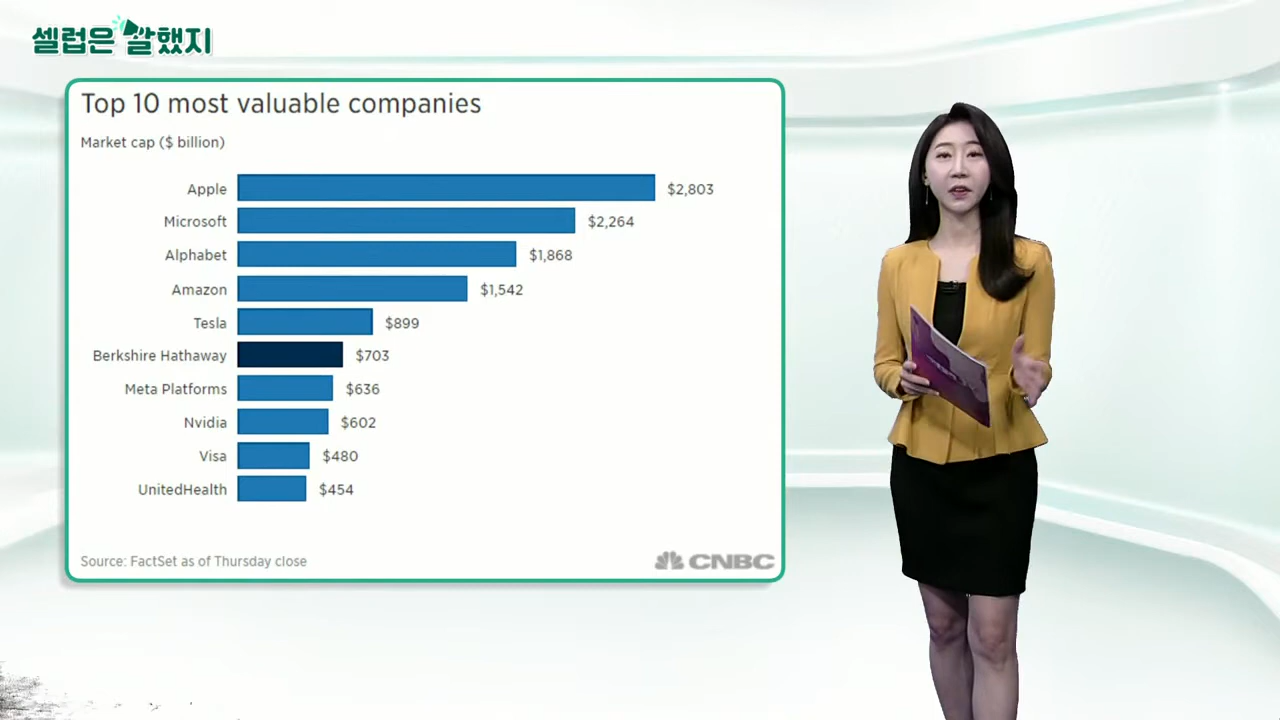 셀럽은 말했지
Top 10 most valuable companies
Market cap ($ billion)
Apple $2,803
Microsoft $2,264
Alphabet $1,868
Amazon $1,542
Tesla $899
Berkshire Hathaway $703
Meta Platforms $636
Nvidia $602
Visa $480
UnitedHealth $454
Source: FactSet as of Thursday close
CNBC